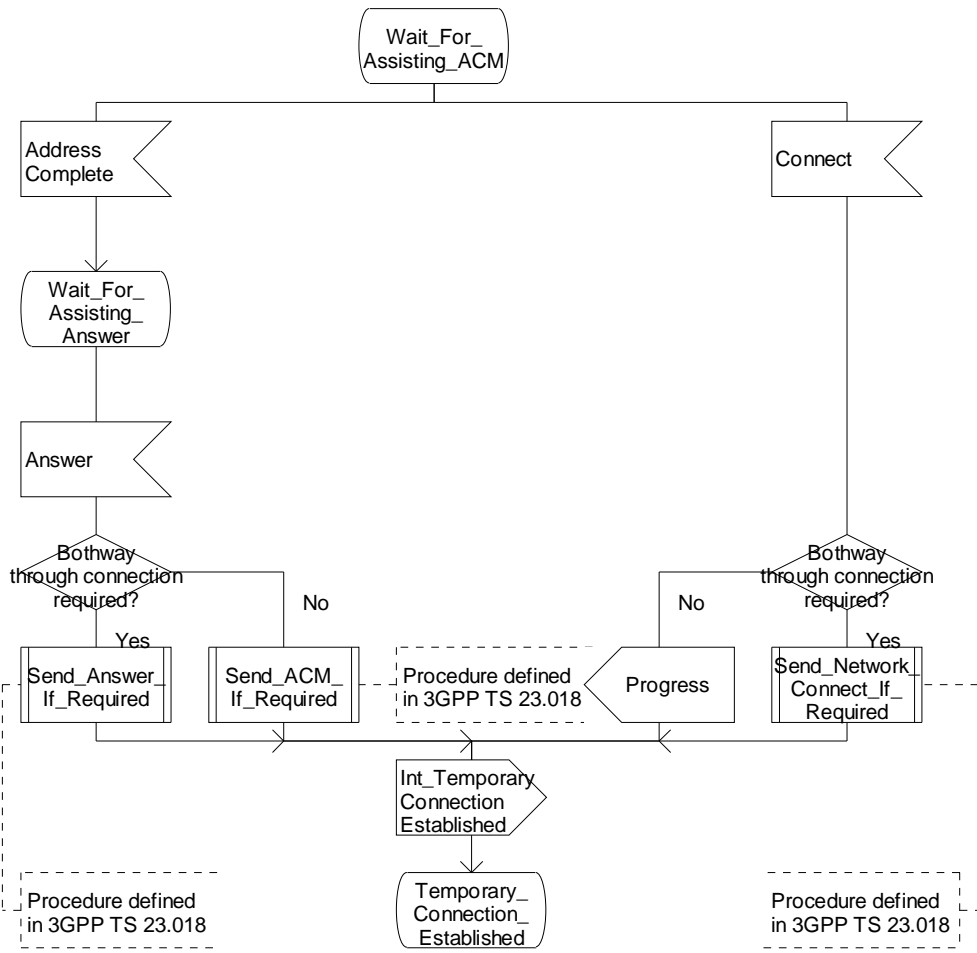 Wait_For_
Assisting_ACM
Address
Complete
Connect
Wait_For_
Assisting_
Answer
Answer
Bothway
through connection
required?
No
Yes
Bothway
through connection
required?
No
Yes
Send_Answer_
If_Required
Send_ACM_
If_Required
Procedure defined
in 3GPP TS 23.018
Progress
Send_Network_
Connect_If_
Required
Int_Temporary
Connection
Established
Temporary_
Connection_
Established
Procedure defined
in 3GPP TS 23.018
Procedure defined
in 3GPP TS 23.018